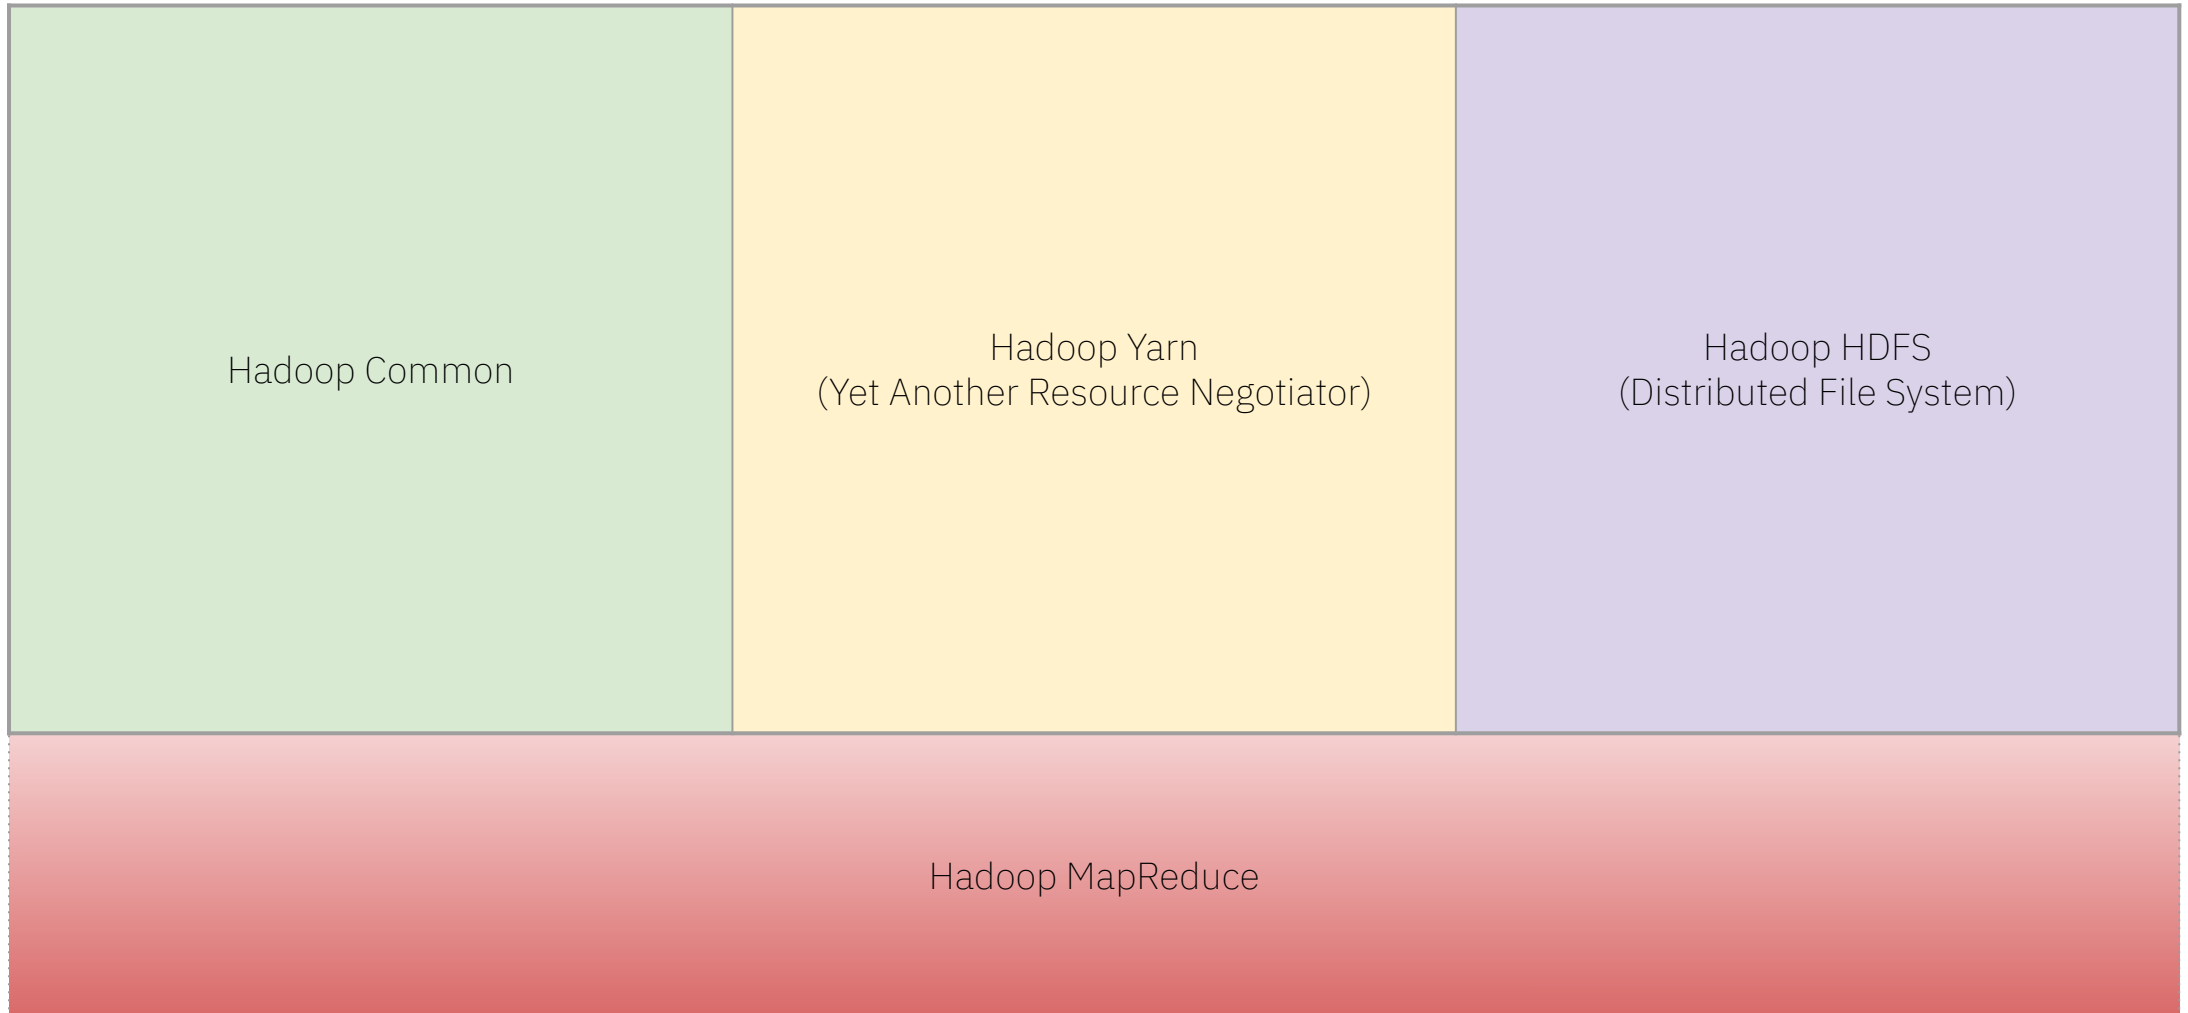 Hadoop Common
Hadoop Yarn
(Yet Another Resource Negotiator)
Hadoop HDFS
(Distributed File System)
Hadoop MapReduce